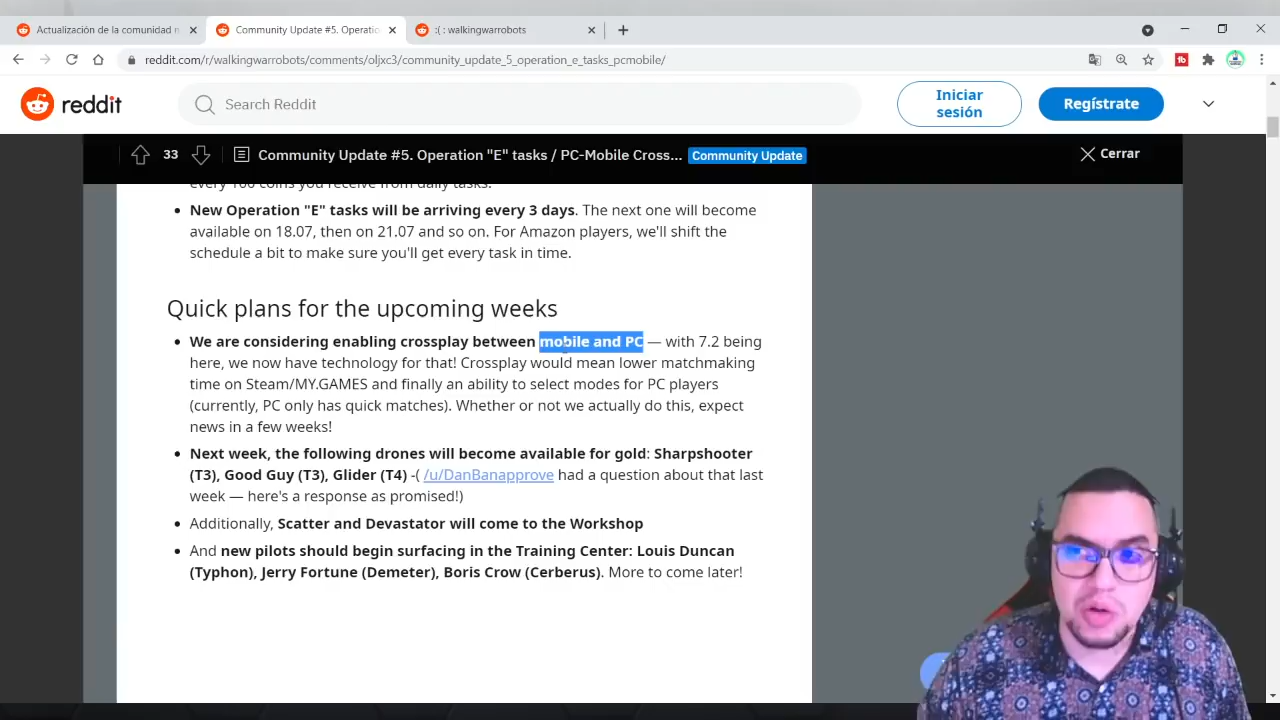 Actualización de la comunidad n
Community Update #5. Operatio
:( : walkingwarrobots
reddit.com/r/walkingwarrobots/comments/oljxc3/community_update_5_operation_e_tasks_pcmobile/
reddit
Search Reddit
Iniciar
sesión
Regístrate
33
Community Update #5. Operation "E" tasks / PC-Mobile Cross...
Community Update
Cerrar
every 100 coins you receive from daily tasks.
• New Operation "E" tasks will be arriving every 3 days. The next one will become
available on 18.07, then on 21.07 and so on. For Amazon players, we'll shift the
schedule a bit to make sure you'll get every task in time.
Quick plans for the upcoming weeks
• We are considering enabling crossplay between mobile and PC — with 7.2 being
here, we now have technology for that! Crossplay would mean lower matchmaking
time on Steam/MY.GAMES and finally an ability to select modes for PC players
(currently, PC only has quick matches). Whether or not we actually do this, expect
news in a few weeks!
• Next week, the following drones will become available for gold: Sharpshooter
(T3), Good Guy (T3), Glider (T4) -( /u/DanBanapprove had a question about that last
week — here's a response as promised!)
• Additionally, Scatter and Devastator will come to the Workshop
• And new pilots should begin surfacing in the Training Center: Louis Duncan
(Typhon), Jerry Fortune (Demeter), Boris Crow (Cerberus). More to come later!